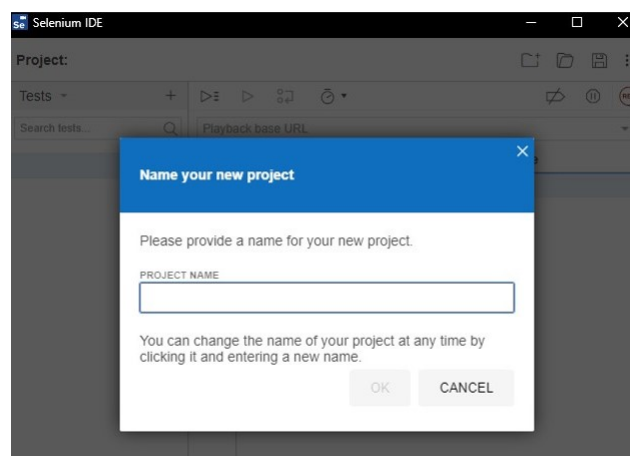 Se Selenium IDE
Project:
Tests
Search tests...
Playback base URL
Name your new project
Please provide a name for your new project.
PROJECT NAME
You can change the name of your project at any time by
clicking it and entering a new name.
OK CANCEL